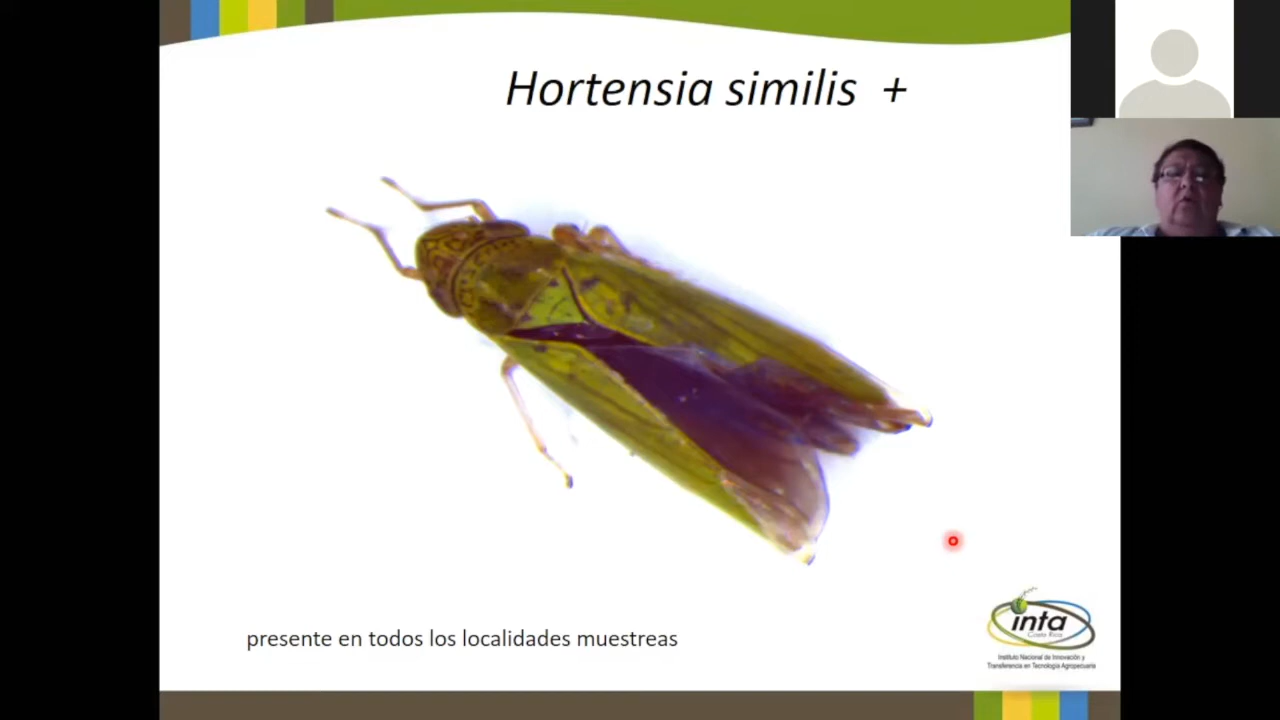 Hortensia similis +
presente en todos los localidades muestreas
inta
Costa Rica
Instituto Nacional de Innovación y
Transferencia en Tecnología Agropecuaria